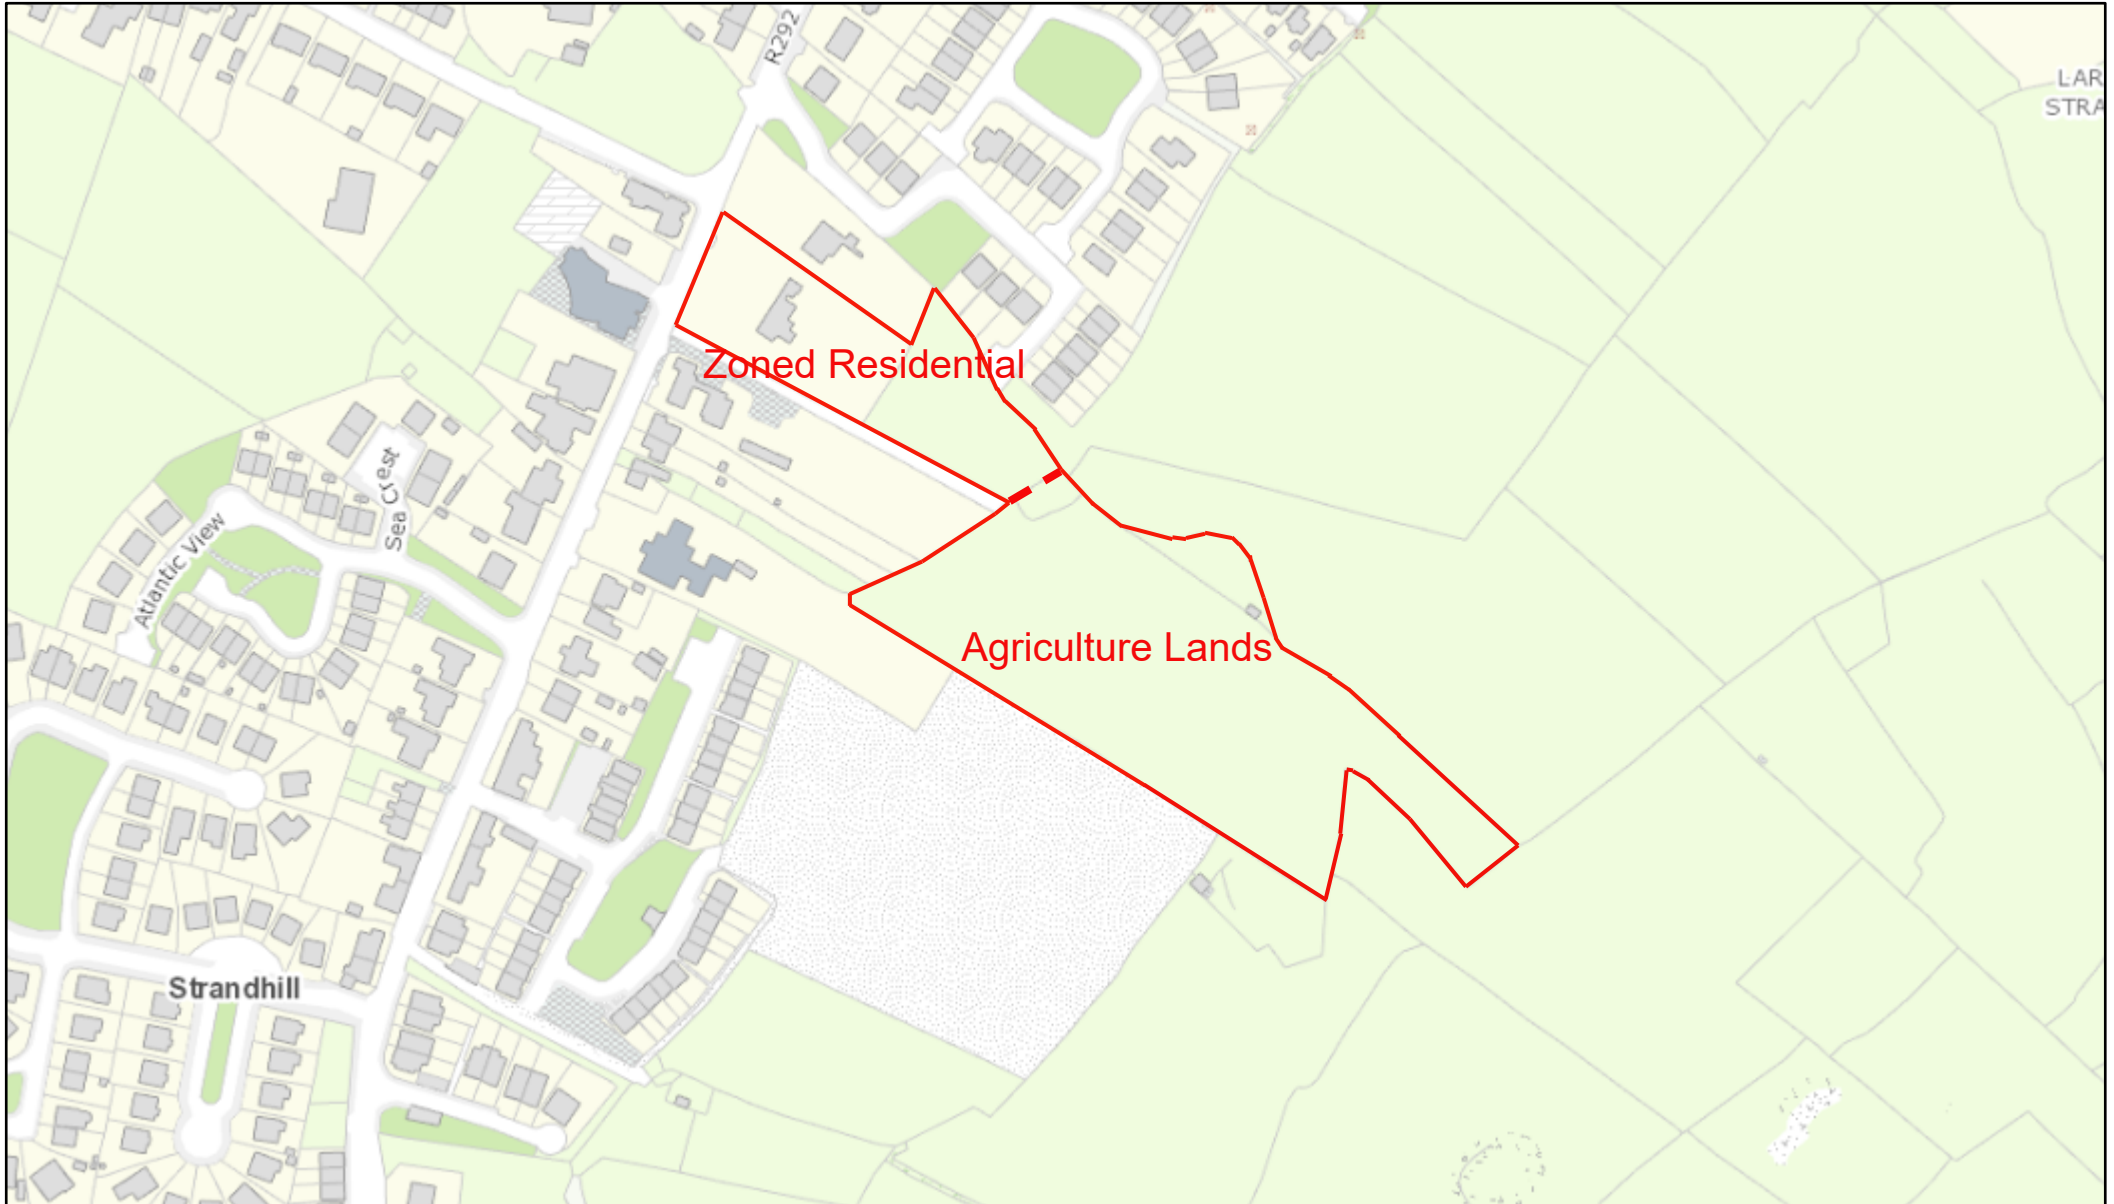 R292
LAR
STRA
Zoned Residential
Sea Crest
Atlantic View
Agriculture Lands
Strandhill